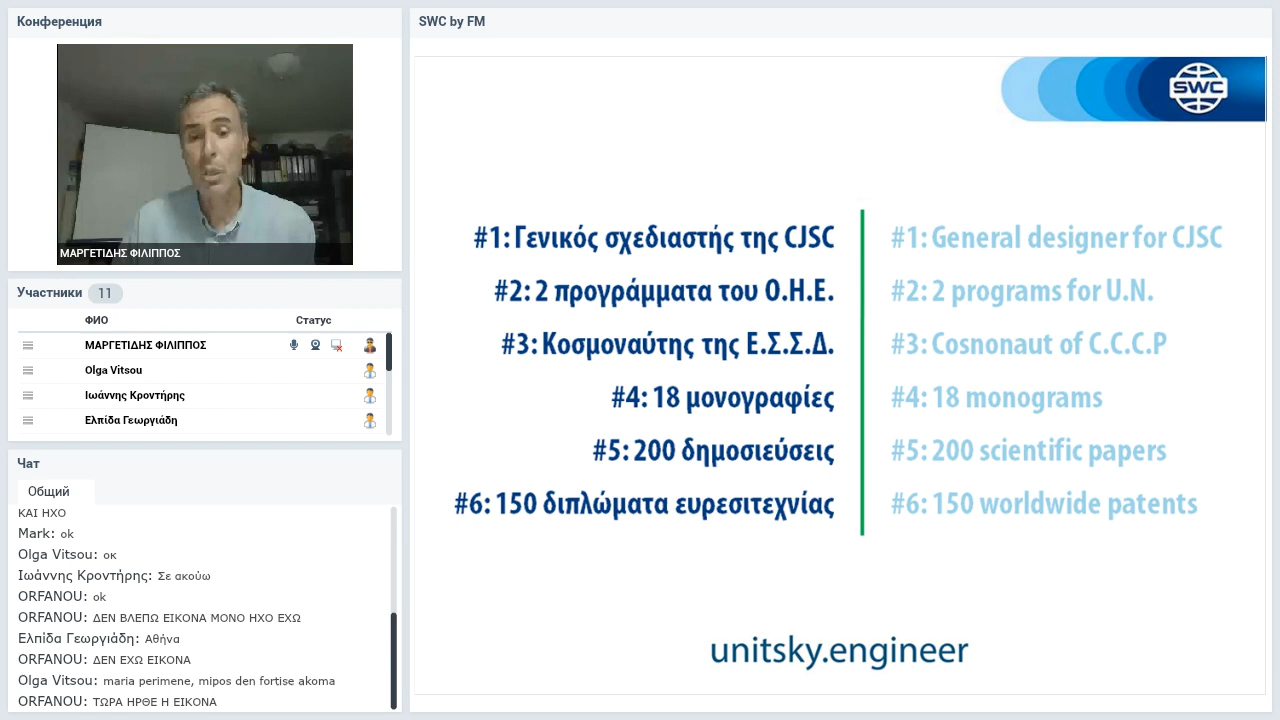 Конференция
ΜΑΡΓΕΤΙΔΗΣ ΦΙΛΙΠΠΟΣ
Участники 11
ФИО Статус
ΜΑΡΓΕΤΙΔΗΣ ΦΙΛΙΠΠΟΣ
Olga Vitsou
Ιωάννης Κροντήρης
Ελπίδα Γεωργιάδη
Чат
Общий
ΚΑΙ ΗΧΟ
Mark: ok
Olga Vitsou: οκ
Ιωάννης Κροντήρης: Σε ακούω
ORFANOU: ok
ORFANOU: ΔΕΝ ΒΛΕΠΩ ΕΙΚΟΝΑ ΜΟΝΟ ΗΧΟ ΕΧΩ
Ελπίδα Γεωργιάδη: Αθήνα
ORFANOU: ΔΕΝ ΕΧΩ ΕΙΚΟΝΑ
Olga Vitsou: maria perimene, mipos den fortise akoma
ORFANOU: ΤΩΡΑ ΗΡΘΕ Η ΕΙΚΟΝΑ
SWC by FM
SWC
#1: Γενικός σχεδιαστής της CJSC
#2: 2 προγράμματα του Ο.Η.Ε.
#3: Κοσμοναύτης της Ε.Σ.Σ.Δ.
#4: 18 μονογραφίες
#5: 200 δημοσιεύσεις
#6: 150 διπλώματα ευρεσιτεχνίας
#1: General designer for CJSC
#2: 2 programs for U.N.
#3: Cosnonaut of C.C.C.P
#4: 18 monograms
#5: 200 scientific papers
#6: 150 worldwide patents
unitsky.engineer